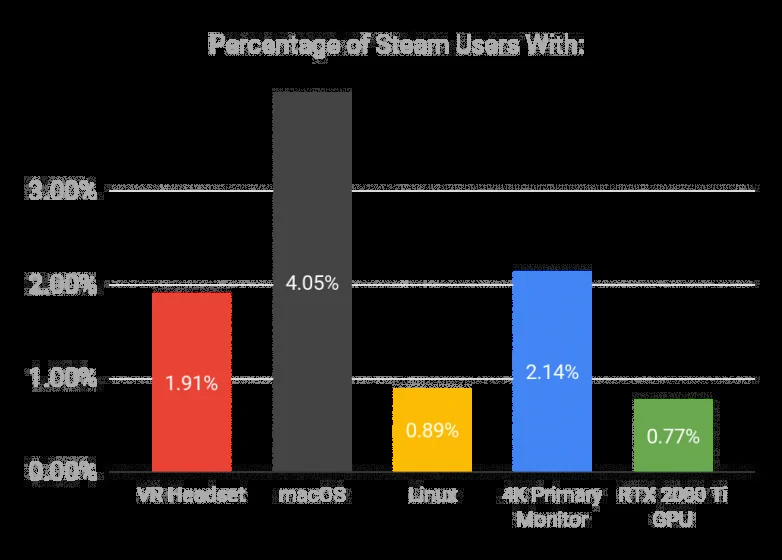 Percentage of Steam Users With:
3.00%
2.00%
1.00%
0.00%
1.91%
4.05%
0.89%
2.14%
0.77%
VR Headset
macOS
Linux
4K Primary
Monitor
RTX 2080 Ti
GPU